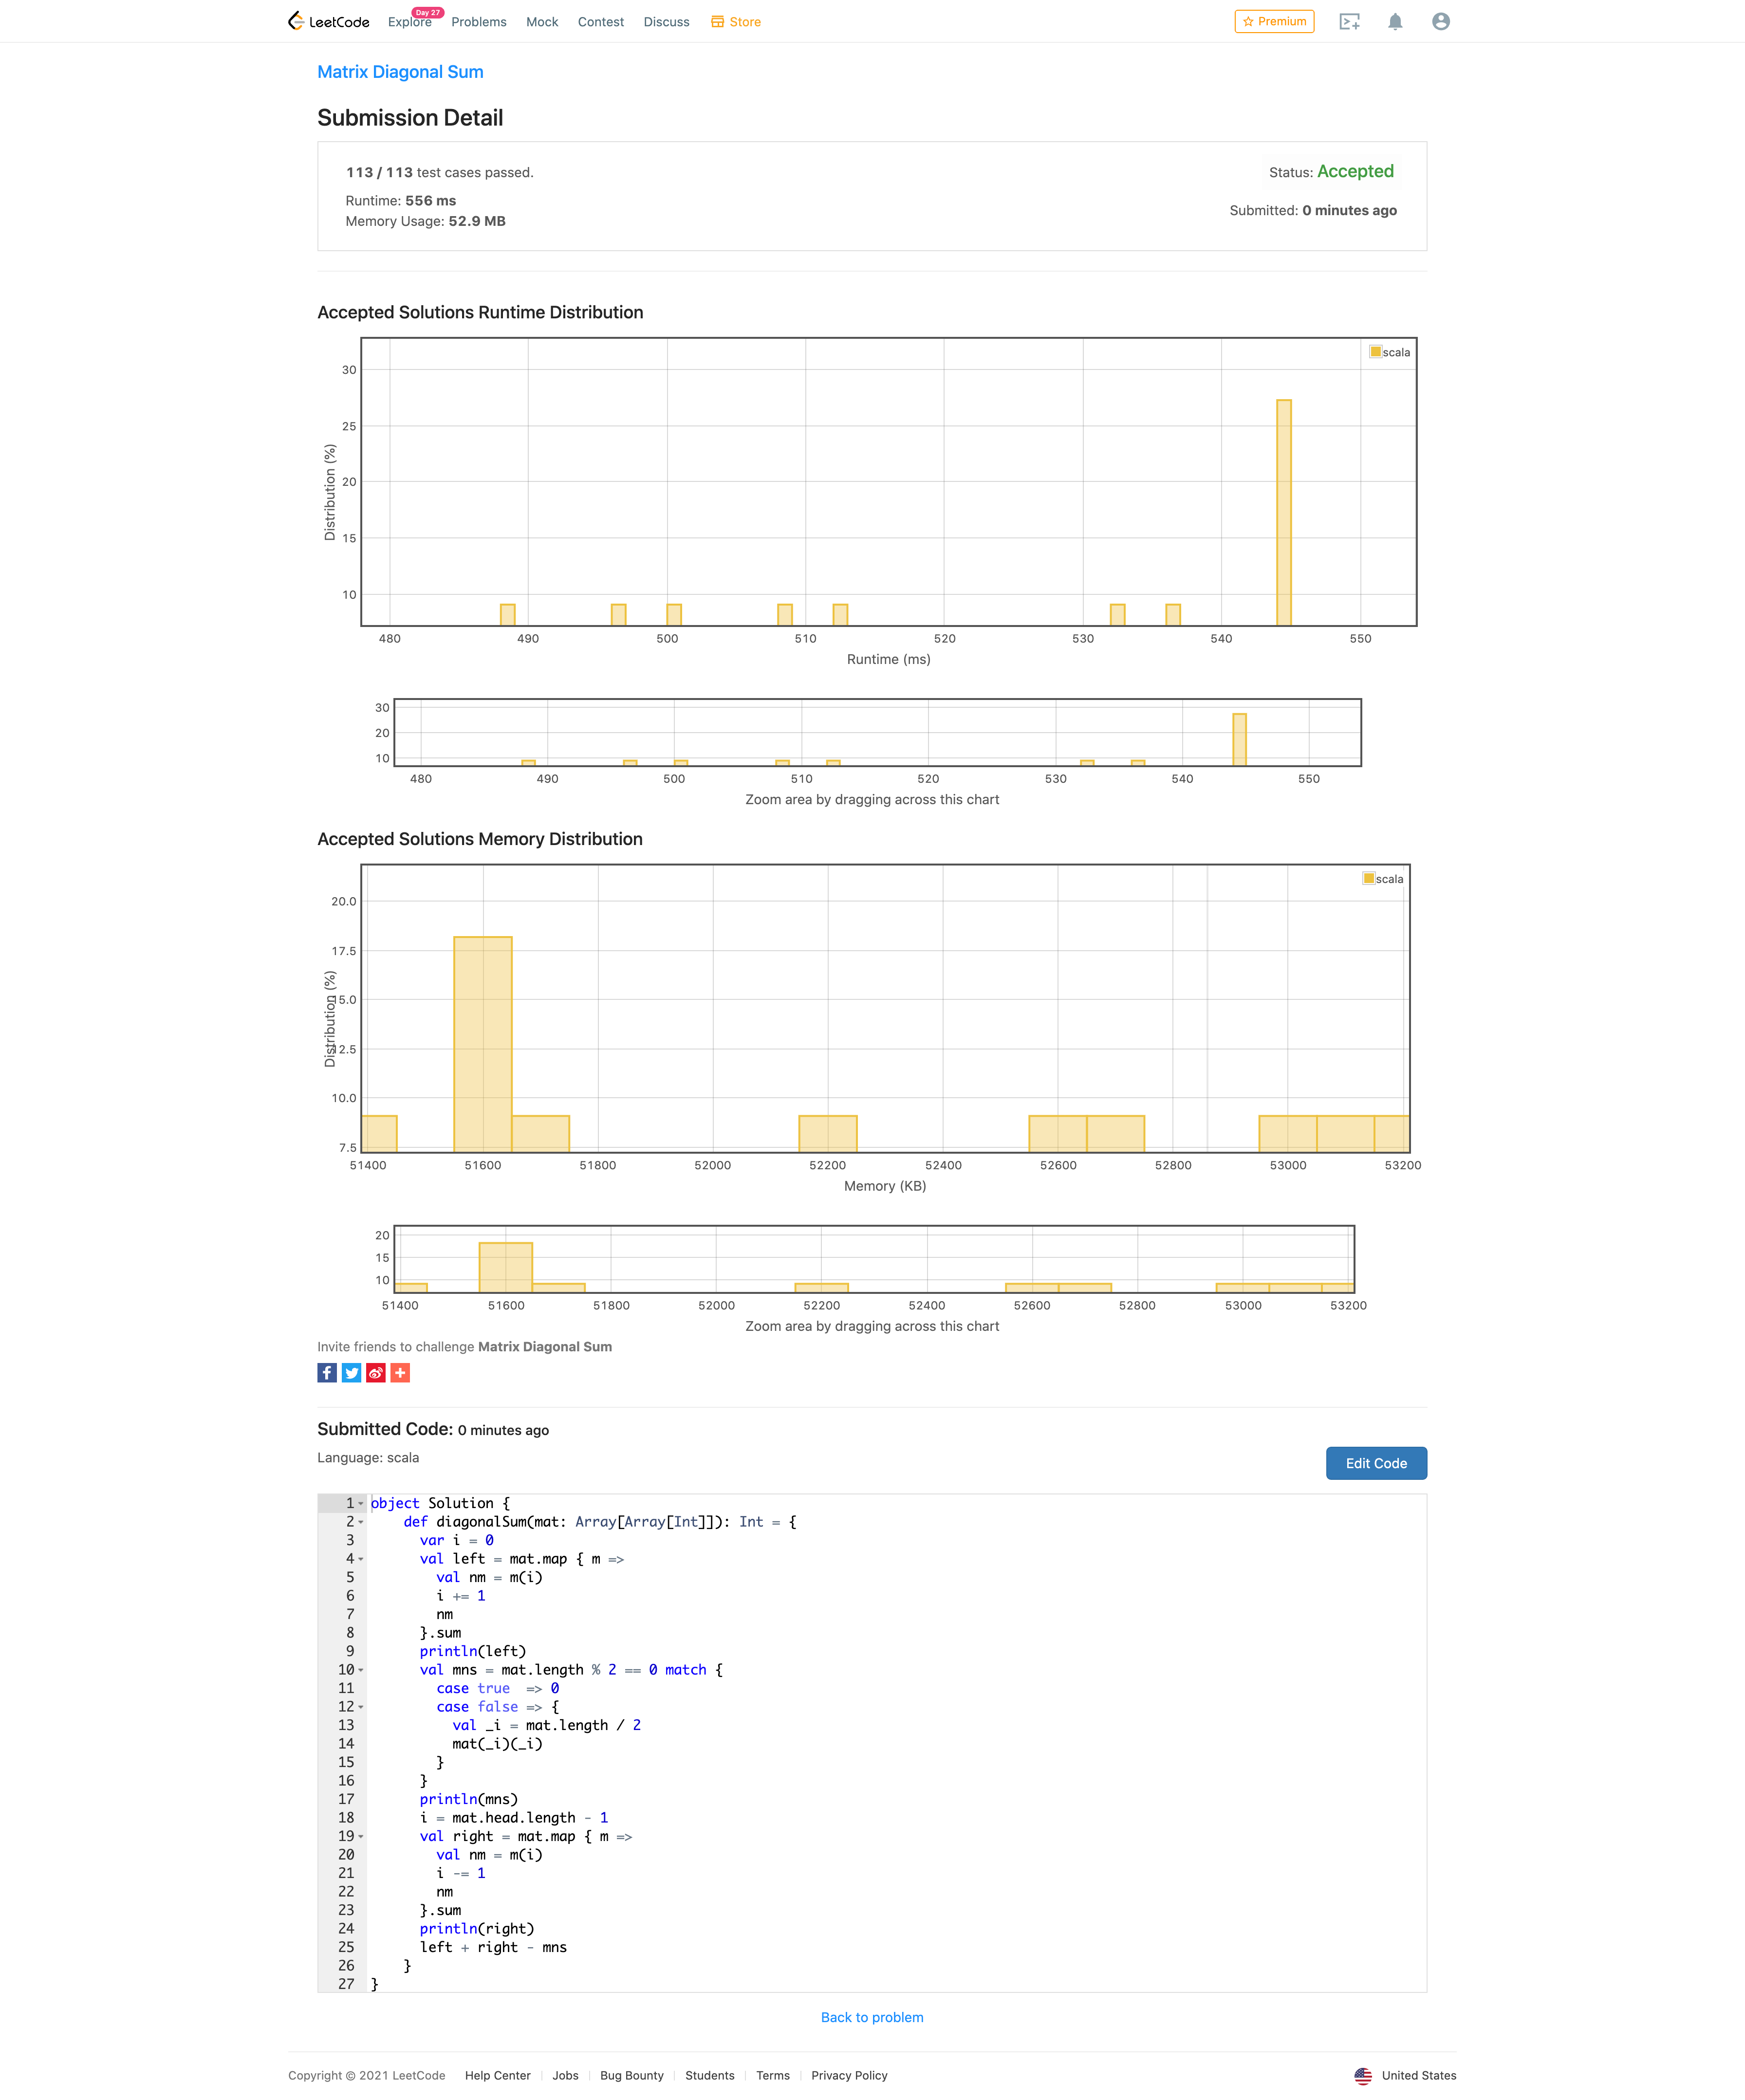 LeetCode Explore Day 27 Problems Mock Contest Discuss Store Premium
Matrix Diagonal Sum
Submission Detail
113 / 113 test cases passed.
Status: Accepted
Runtime: 556 ms
Submitted: 0 minutes ago
Memory Usage: 52.9 MB
Accepted Solutions Runtime Distribution
scala
30
25
20
15
10
Distribution (%)
480 490 500 510 520 530 540 550
Runtime (ms)
30
20
10
480 490 500 510 520 530 540 550
Zoom area by dragging across this chart
Accepted Solutions Memory Distribution
scala
20.0
17.5
15.0
12.5
10.0
7.5
Distribution (%)
51400 51600 51800 52000 52200 52400 52600 52800 53000 53200
Memory (KB)
20
15
10
51400 51600 51800 52000 52200 52400 52600 52800 53000 53200
Zoom area by dragging across this chart
Invite friends to challenge Matrix Diagonal Sum
Submitted Code: 0 minutes ago
Language: scala
Edit Code
1 object Solution {
2     def diagonalSum(mat: Array[Array[Int]]): Int = {
3       var i = 0
4       val left = mat.map { m =>
5         val nm = m(i)
6         i += 1
7         nm
8       }.sum
9       println(left)
10       val mns = mat.length % 2 == 0 match {
11         case true  => 0
12         case false => {
13           val _i = mat.length / 2
14           mat(_i)(_i)
15         }
16       }
17       println(mns)
18       i = mat.head.length - 1
19       val right = mat.map { m =>
20         val nm = m(i)
21         i -= 1
22         nm
23       }.sum
24       println(right)
25       left + right - mns
26     }
27 }
Back to problem
Copyright © 2021 LeetCode Help Center Jobs Bug Bounty Students Terms Privacy Policy United States